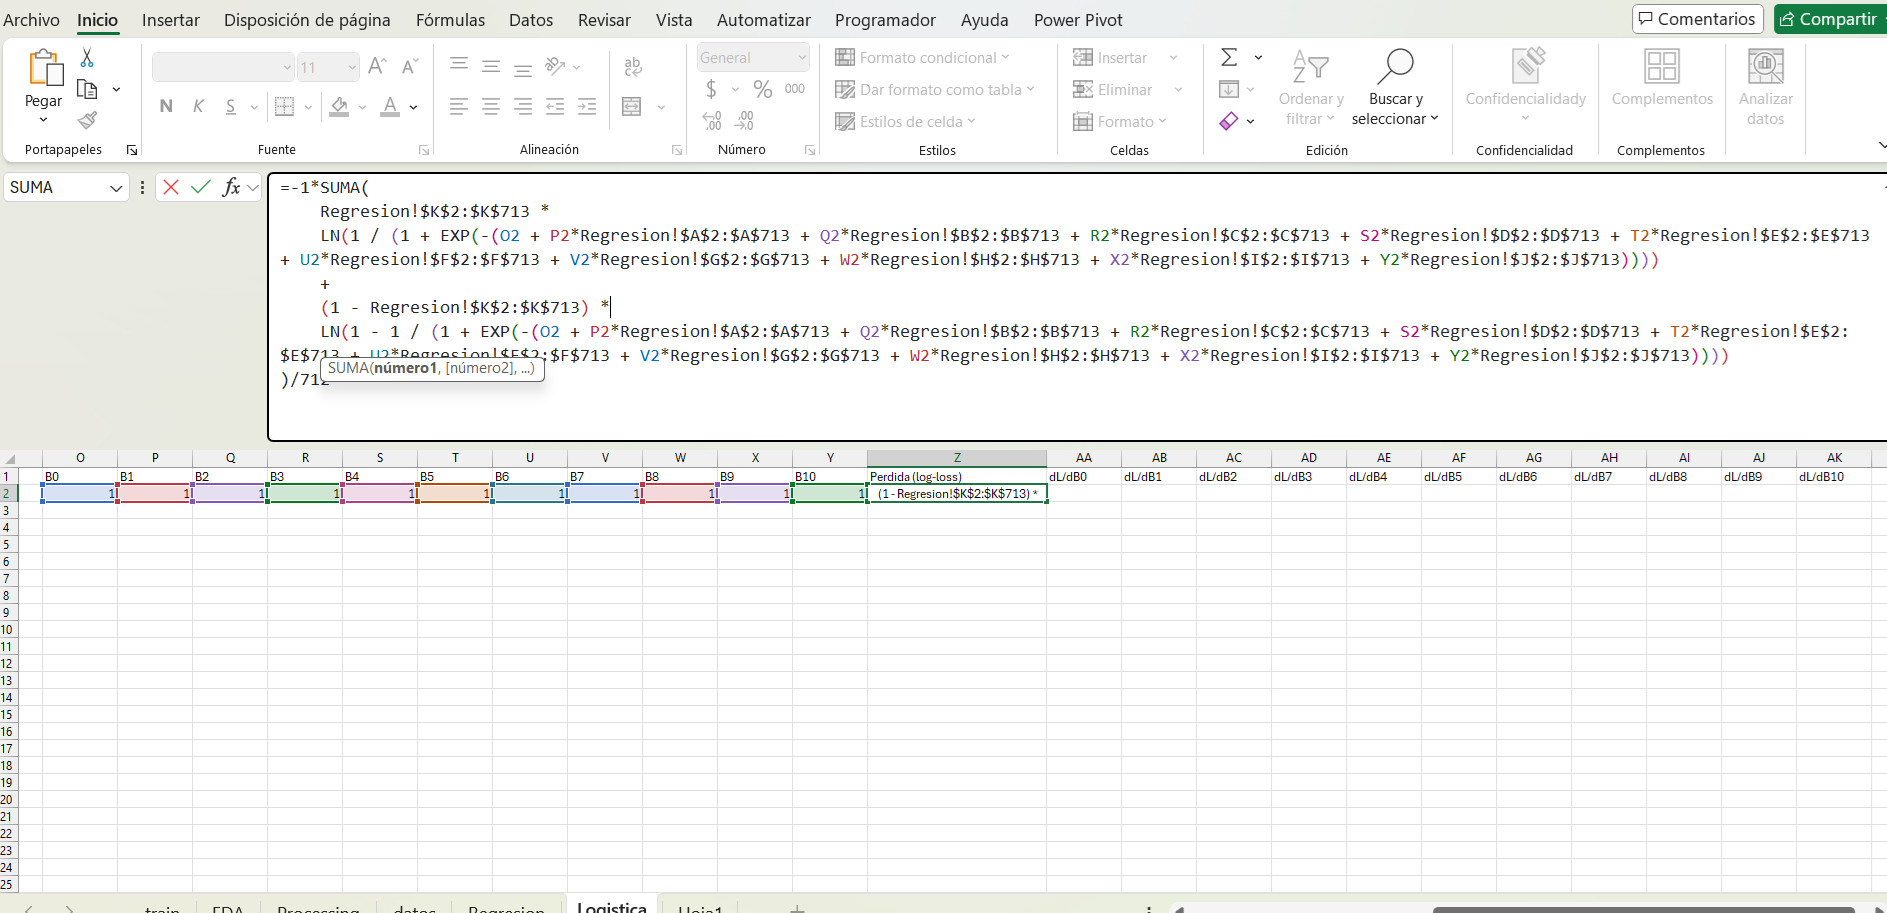 Archivo Inicio Insertar Disposición de página Fórmulas Datos Revisar Vista Automatizar Programador Ayuda Power Pivot Comentarios Compartir
Pegar
Portapapeles
11
N K S
Fuente
ab
Alineación
General
$ % 000
Número
Formato condicional
Dar formato como tabla
Estilos de celda
Estilos
Insertar
Eliminar
Formato
Celdas
Ordenar y filtrar
Buscar y seleccionar
Edición
Confidencialidady
Confidencialidad
Complementos
Complementos
Analizar datos
SUMA
fx
=-1*SUMA(
Regresion!$K$2:$K$713 *
LN(1 / (1 + EXP(-(O2 + P2*Regresion!$A$2:$A$713 + Q2*Regresion!$B$2:$B$713 + R2*Regresion!$C$2:$C$713 + S2*Regresion!$D$2:$D$713 + T2*Regresion!$E$2:$E$713
+ U2*Regresion!$F$2:$F$713 + V2*Regresion!$G$2:$G$713 + W2*Regresion!$H$2:$H$713 + X2*Regresion!$I$2:$I$713 + Y2*Regresion!$J$2:$J$713))))
+
(1 - Regresion!$K$2:$K$713) *
LN(1 - 1 / (1 + EXP(-(O2 + P2*Regresion!$A$2:$A$713 + Q2*Regresion!$B$2:$B$713 + R2*Regresion!$C$2:$C$713 + S2*Regresion!$D$2:$D$713 + T2*Regresion!$E$2:
$E$713 + U2*Regresion!$F$2:$F$713 + V2*Regresion!$G$2:$G$713 + W2*Regresion!$H$2:$H$713 + X2*Regresion!$I$2:$I$713 + Y2*Regresion!$J$2:$J$713))))
SUMA(número1, [número2], ...)
)/712
O P Q R S T U V W X Y Z AA AB AC AD AE AF AG AH AI AJ AK
1 B0 B1 B2 B3 B4 B5 B6 B7 B8 B9 B10 Perdida (log-loss) dL/dB0 dL/dB1 dL/dB2 dL/dB3 dL/dB4 dL/dB5 dL/dB6 dL/dB7 dL/dB8 dL/dB9 dL/dB10
2 1 1 1 1 1 1 1 1 1 1 1 (1 - Regresion!$K$2:$K$713) *
3
4
5
6
7
8
9
10
11
12
13
14
15
16
17
18
19
20
21
22
23
24
25
train EDA Processing datos Regresion Logistica Hoja1